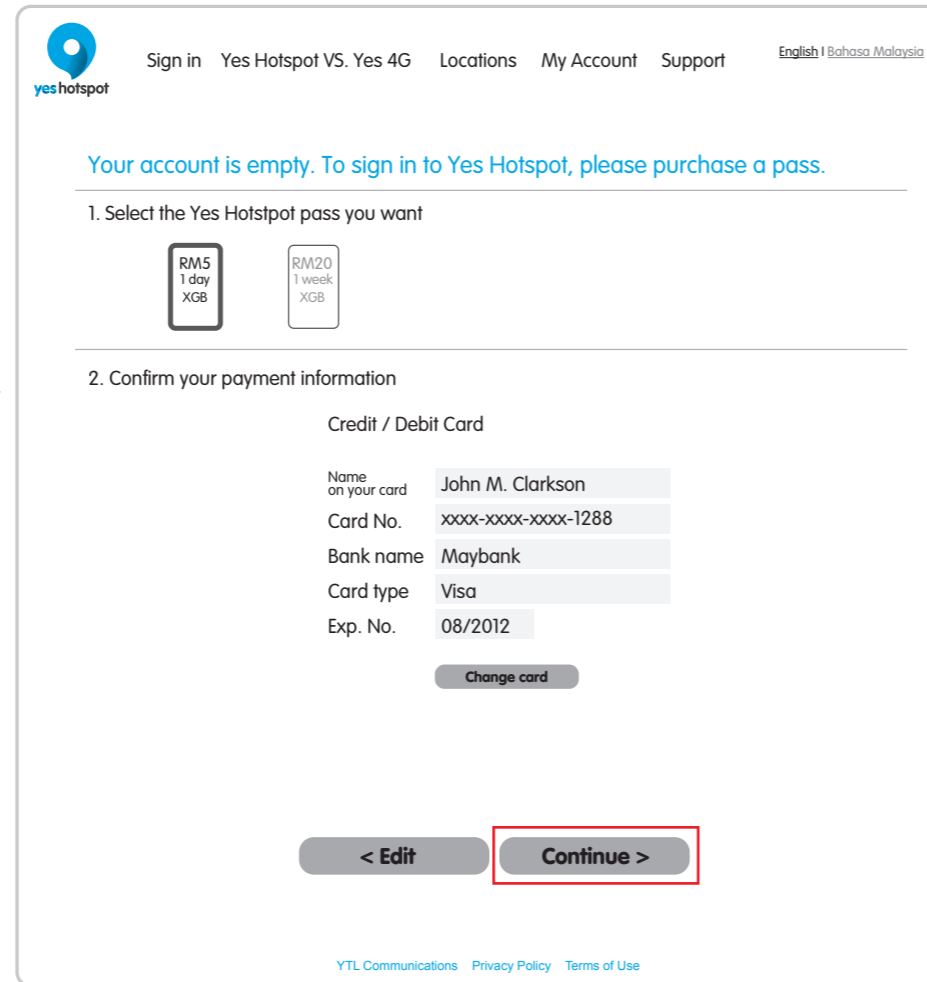 Sign in Yes Hotspot VS. Yes 4G Locations My Account Support English | Bahasa Malaysia
yes hotspot
Your account is empty. To sign in to Yes Hotspot, please purchase a pass.
1. Select the Yes Hotstpot pass you want
RM5 RM20
1 day 1 week
XGB XGB
2. Confirm your payment information
Credit / Debit Card
Name
on your card John M. Clarkson
Card No. xxxx-xxxx-xxxx-1288
Bank name Maybank
Card type Visa
Exp. No. 08/2012
Change card
< Edit Continue >
YTL Communications Privacy Policy Terms of Use